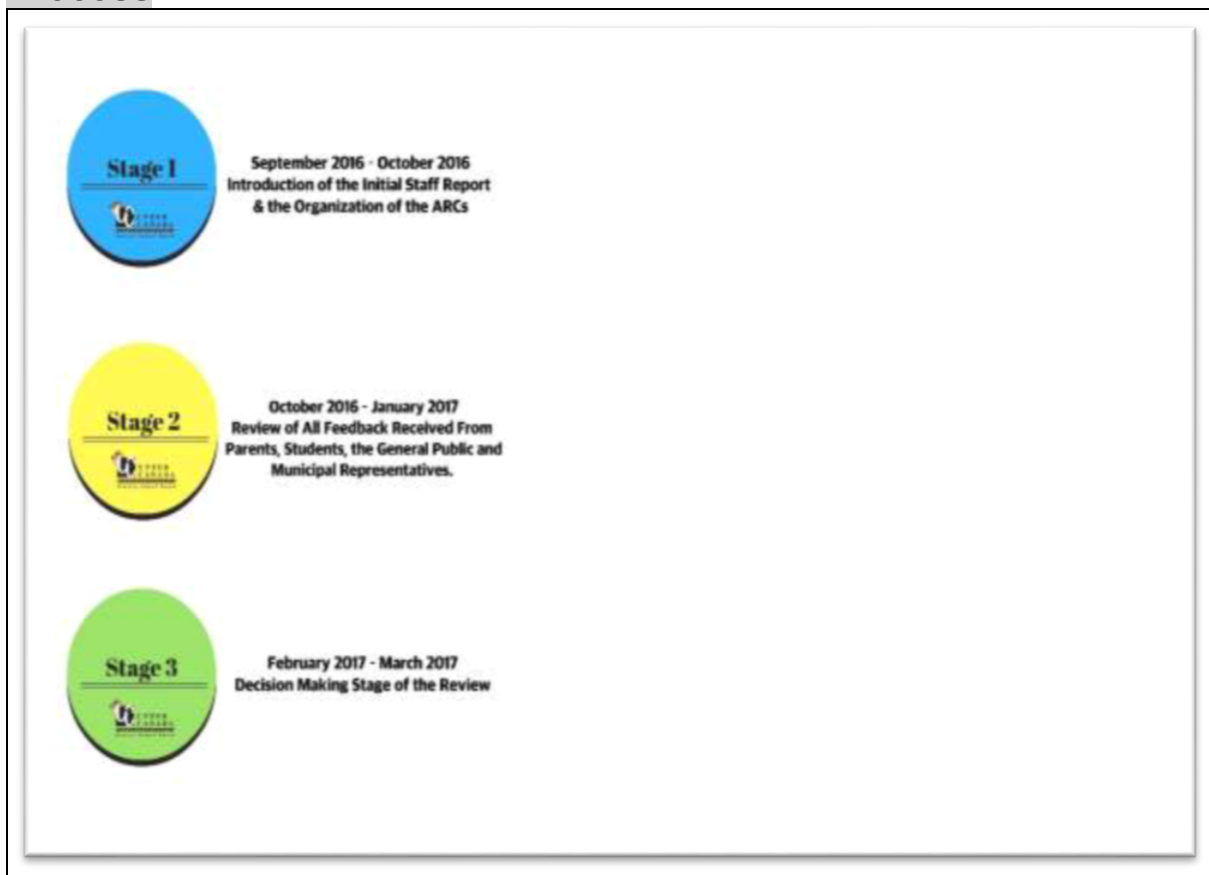 Stage 1
September 2016 - October 2016
Introduction of the Initial Staff Report
& the Organization of the ARCs
Stage 2
October 2016 - January 2017
Review of All Feedback Received From
Parents, Students, the General Public and
Municipal Representatives.
Stage 3
February 2017 - March 2017
Decision Making Stage of the Review